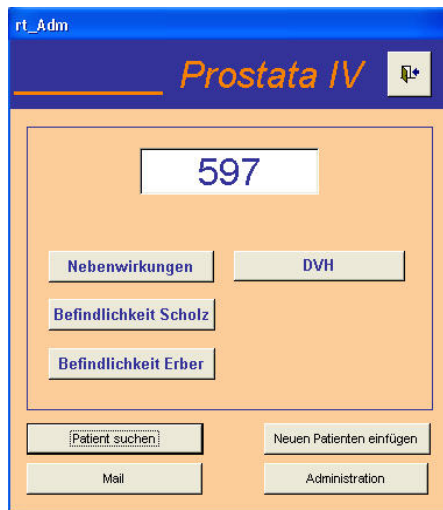 rt_Adm
Prostata IV
597
Nebenwirkungen DVH
Befindlichkeit Scholz
Befindlichkeit Erber
Patient suchen Neuen Patienten einfügen
Mail Administration